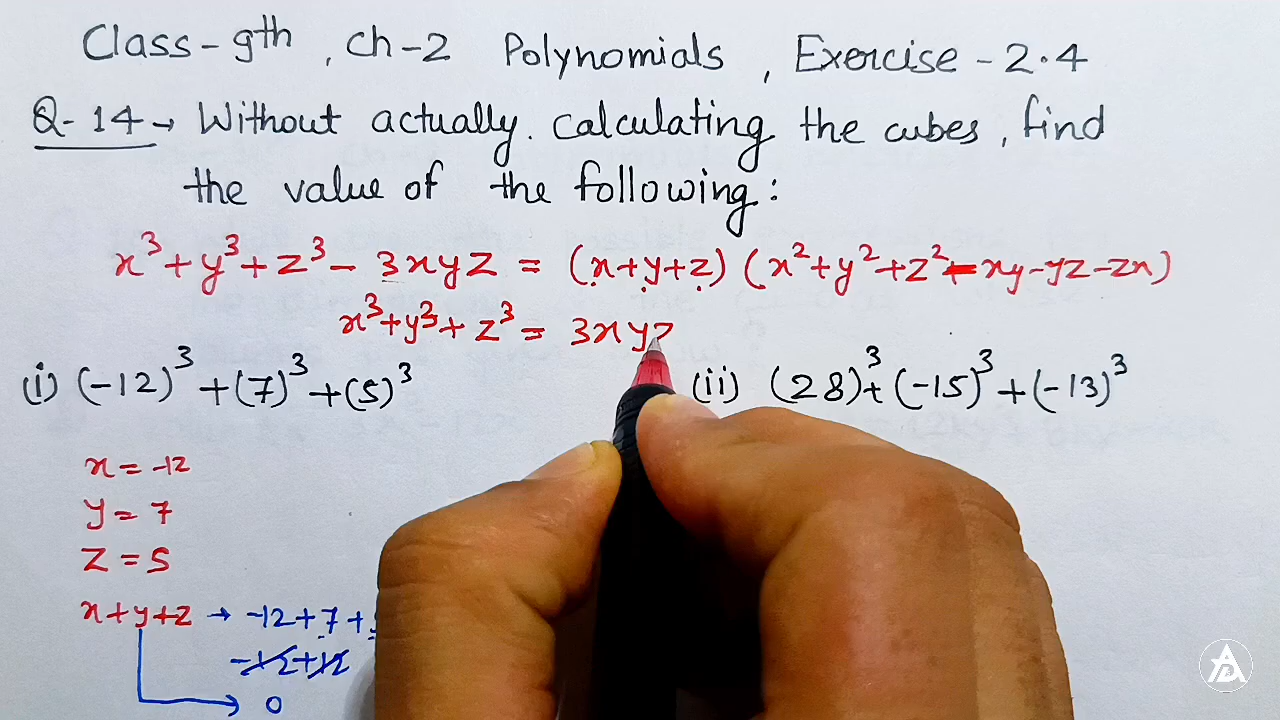 Class - 9th, Ch-2 Polynomials, Exercise - 2.4
Q-14 → Without actually. calculating the cubes, find
the value of the following:
x³ + y³ + z³ - 3xyz = (x+y+z) (x² + y² + z² - xy - yz - zx)
x³ + y³ + z³ = 3xyz
(i) (-12)³ + (7)³ + (5)³
(ii) (28)³ + (-15)³ + (-13)³
x = -12
y = 7
z = 5
x+y+z → -12 + 7 +
-12 + 12
0